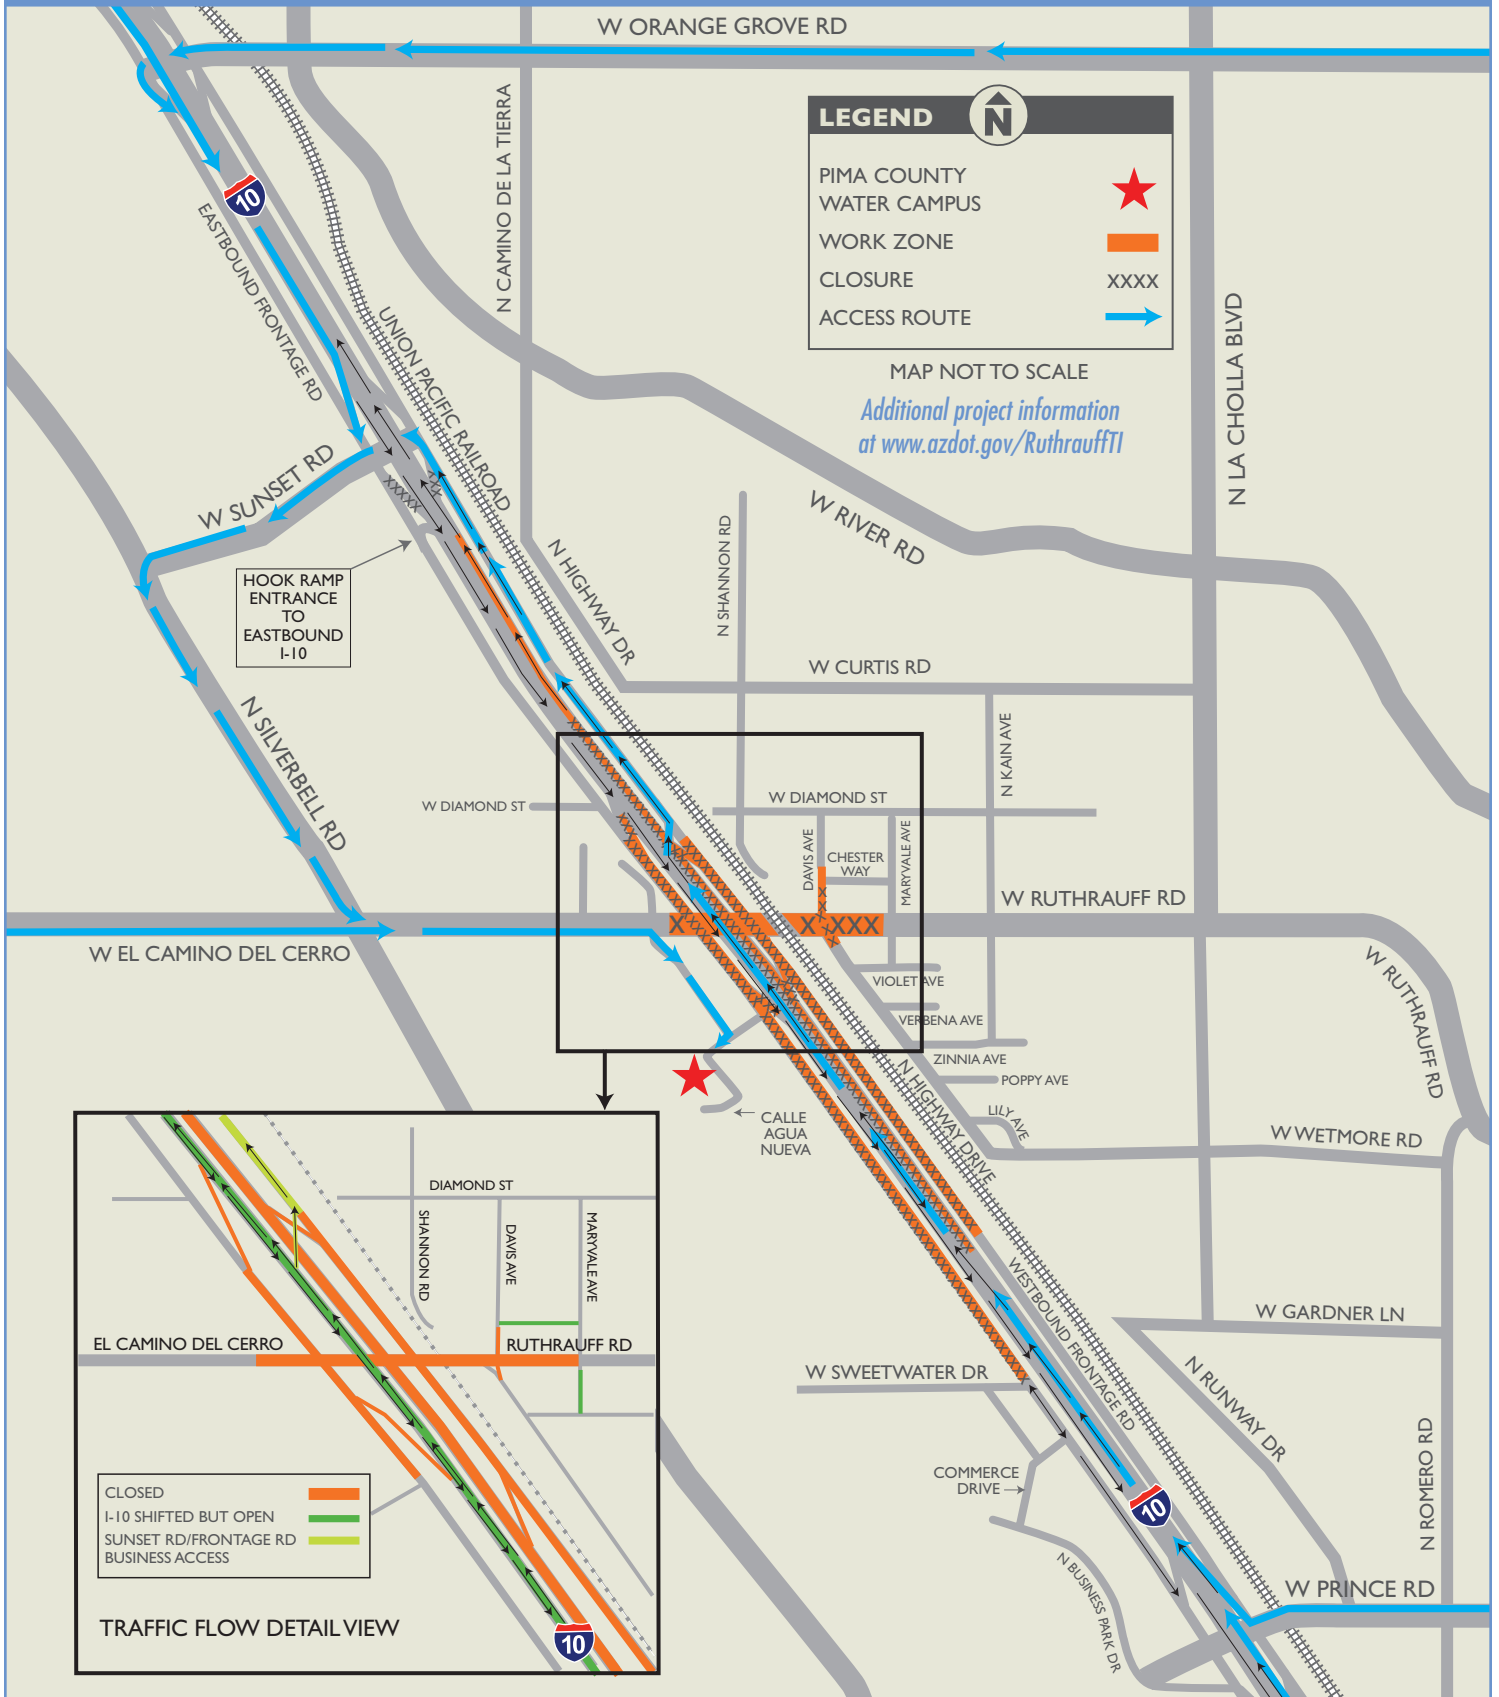 W ORANGE GROVE RD
LEGEND
N
PIMA COUNTY
WATER CAMPUS
WORK ZONE
CLOSURE
XXXX
ACCESS ROUTE
MAP NOT TO SCALE
Additional project information
at www.azdot.gov/RuthrauffTI
N CAMINO DE LA TIERRA
10
EASTBOUND FRONTAGE RD
UNION PACIFIC RAILROAD
N LA CHOLLA BLVD
W SUNSET RD
XXXXX
XXX
W RIVER RD
N SHANNON RD
N HIGHWAY DR
HOOK RAMP
ENTRANCE
TO
EASTBOUND
I-10
W CURTIS RD
N SILVERBELL RD
N KAIN AVE
W DIAMOND ST
W DIAMOND ST
DAVIS AVE
CHESTER
WAY
MARYVALE AVE
W RUTHRAUFF RD
X
XXXX
W EL CAMINO DEL CERRO
W RUTHRAUFF RD
VIOLET AVE
VERBENA AVE
ZINNIA AVE
POPPY AVE
LILY AVE
N HIGHWAY DRIVE
CALLE
AGUA
NUEVA
W WETMORE RD
WESTBOUND FRONTAGE RD
W GARDNER LN
W SWEETWATER DR
N RUNWAY DR
N ROMERO RD
COMMERCE
DRIVE
10
N BUSINESS PARK DR
W PRINCE RD
DIAMOND ST
SHANNON RD
DAVIS AVE
MARYVALE AVE
EL CAMINO DEL CERRO
RUTHRAUFF RD
CLOSED
I-10 SHIFTED BUT OPEN
SUNSET RD/FRONTAGE RD
BUSINESS ACCESS
TRAFFIC FLOW DETAIL VIEW
10